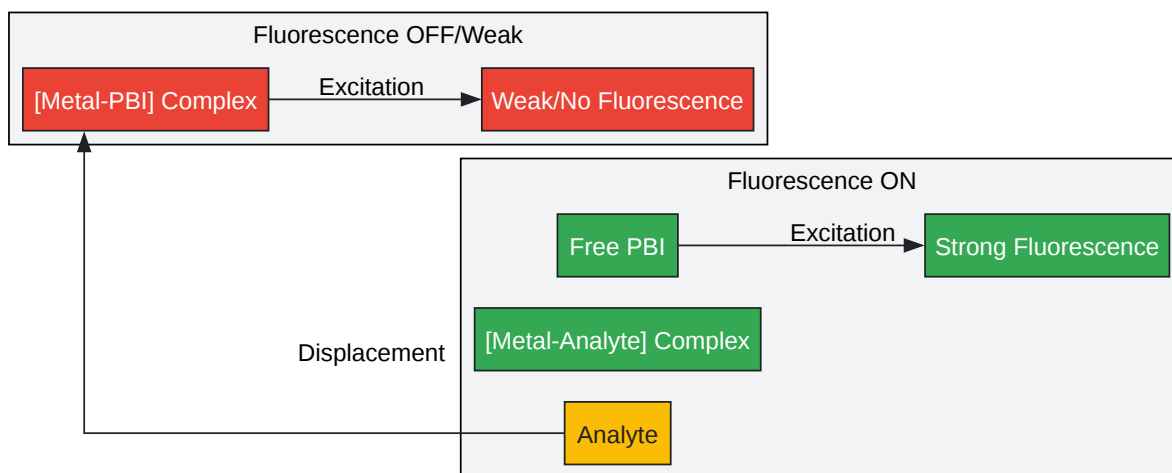 Fluorescence OFF/Weak
[Metal-PBI] Complex
Excitation
Weak/No Fluorescence
Fluorescence ON
Free PBI
Excitation
Strong Fluorescence
[Metal-Analyte] Complex
Displacement
Analyte